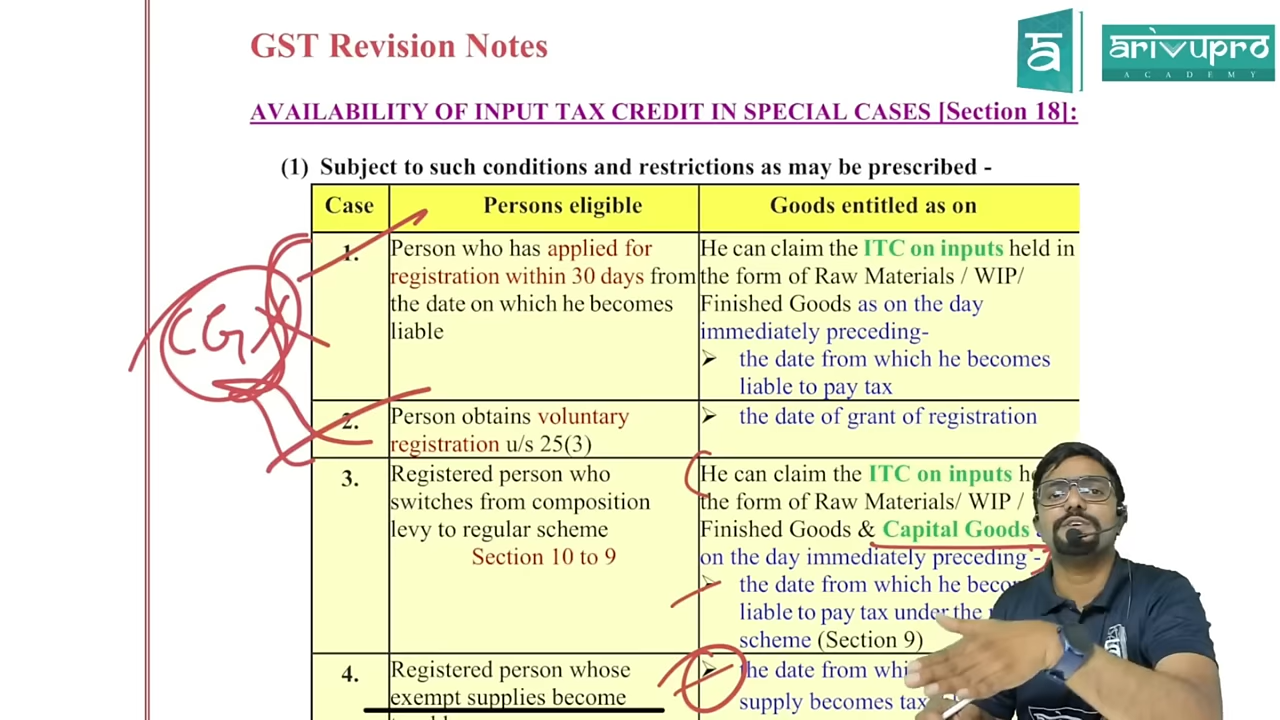 GST Revision Notes
ā
arivupro
ACADEMY
AVAILABILITY OF INPUT TAX CREDIT IN SPECIAL CASES [Section 18]:
(1) Subject to such conditions and restrictions as may be prescribed -
Case Persons eligible Goods entitled as on
1. Person who has applied for He can claim the ITC on inputs held in
registration within 30 days from the form of Raw Materials / WIP/
the date on which he becomes Finished Goods as on the day
liable immediately preceding-
➢ the date from which he becomes
liable to pay tax
CGX
2. Person obtains voluntary ➢ the date of grant of registration
registration u/s 25(3)
3. Registered person who He can claim the ITC on inputs
switches from composition the form of Raw Materials/ WIP /
levy to regular scheme Finished Goods & Capital Goods
Section 10 to 9 on the day immediately preceding -
➢ the date from which he
liable to pay tax under the
scheme (Section 9)
4. Registered person whose ➢ the date from
exempt supplies become supply becomes